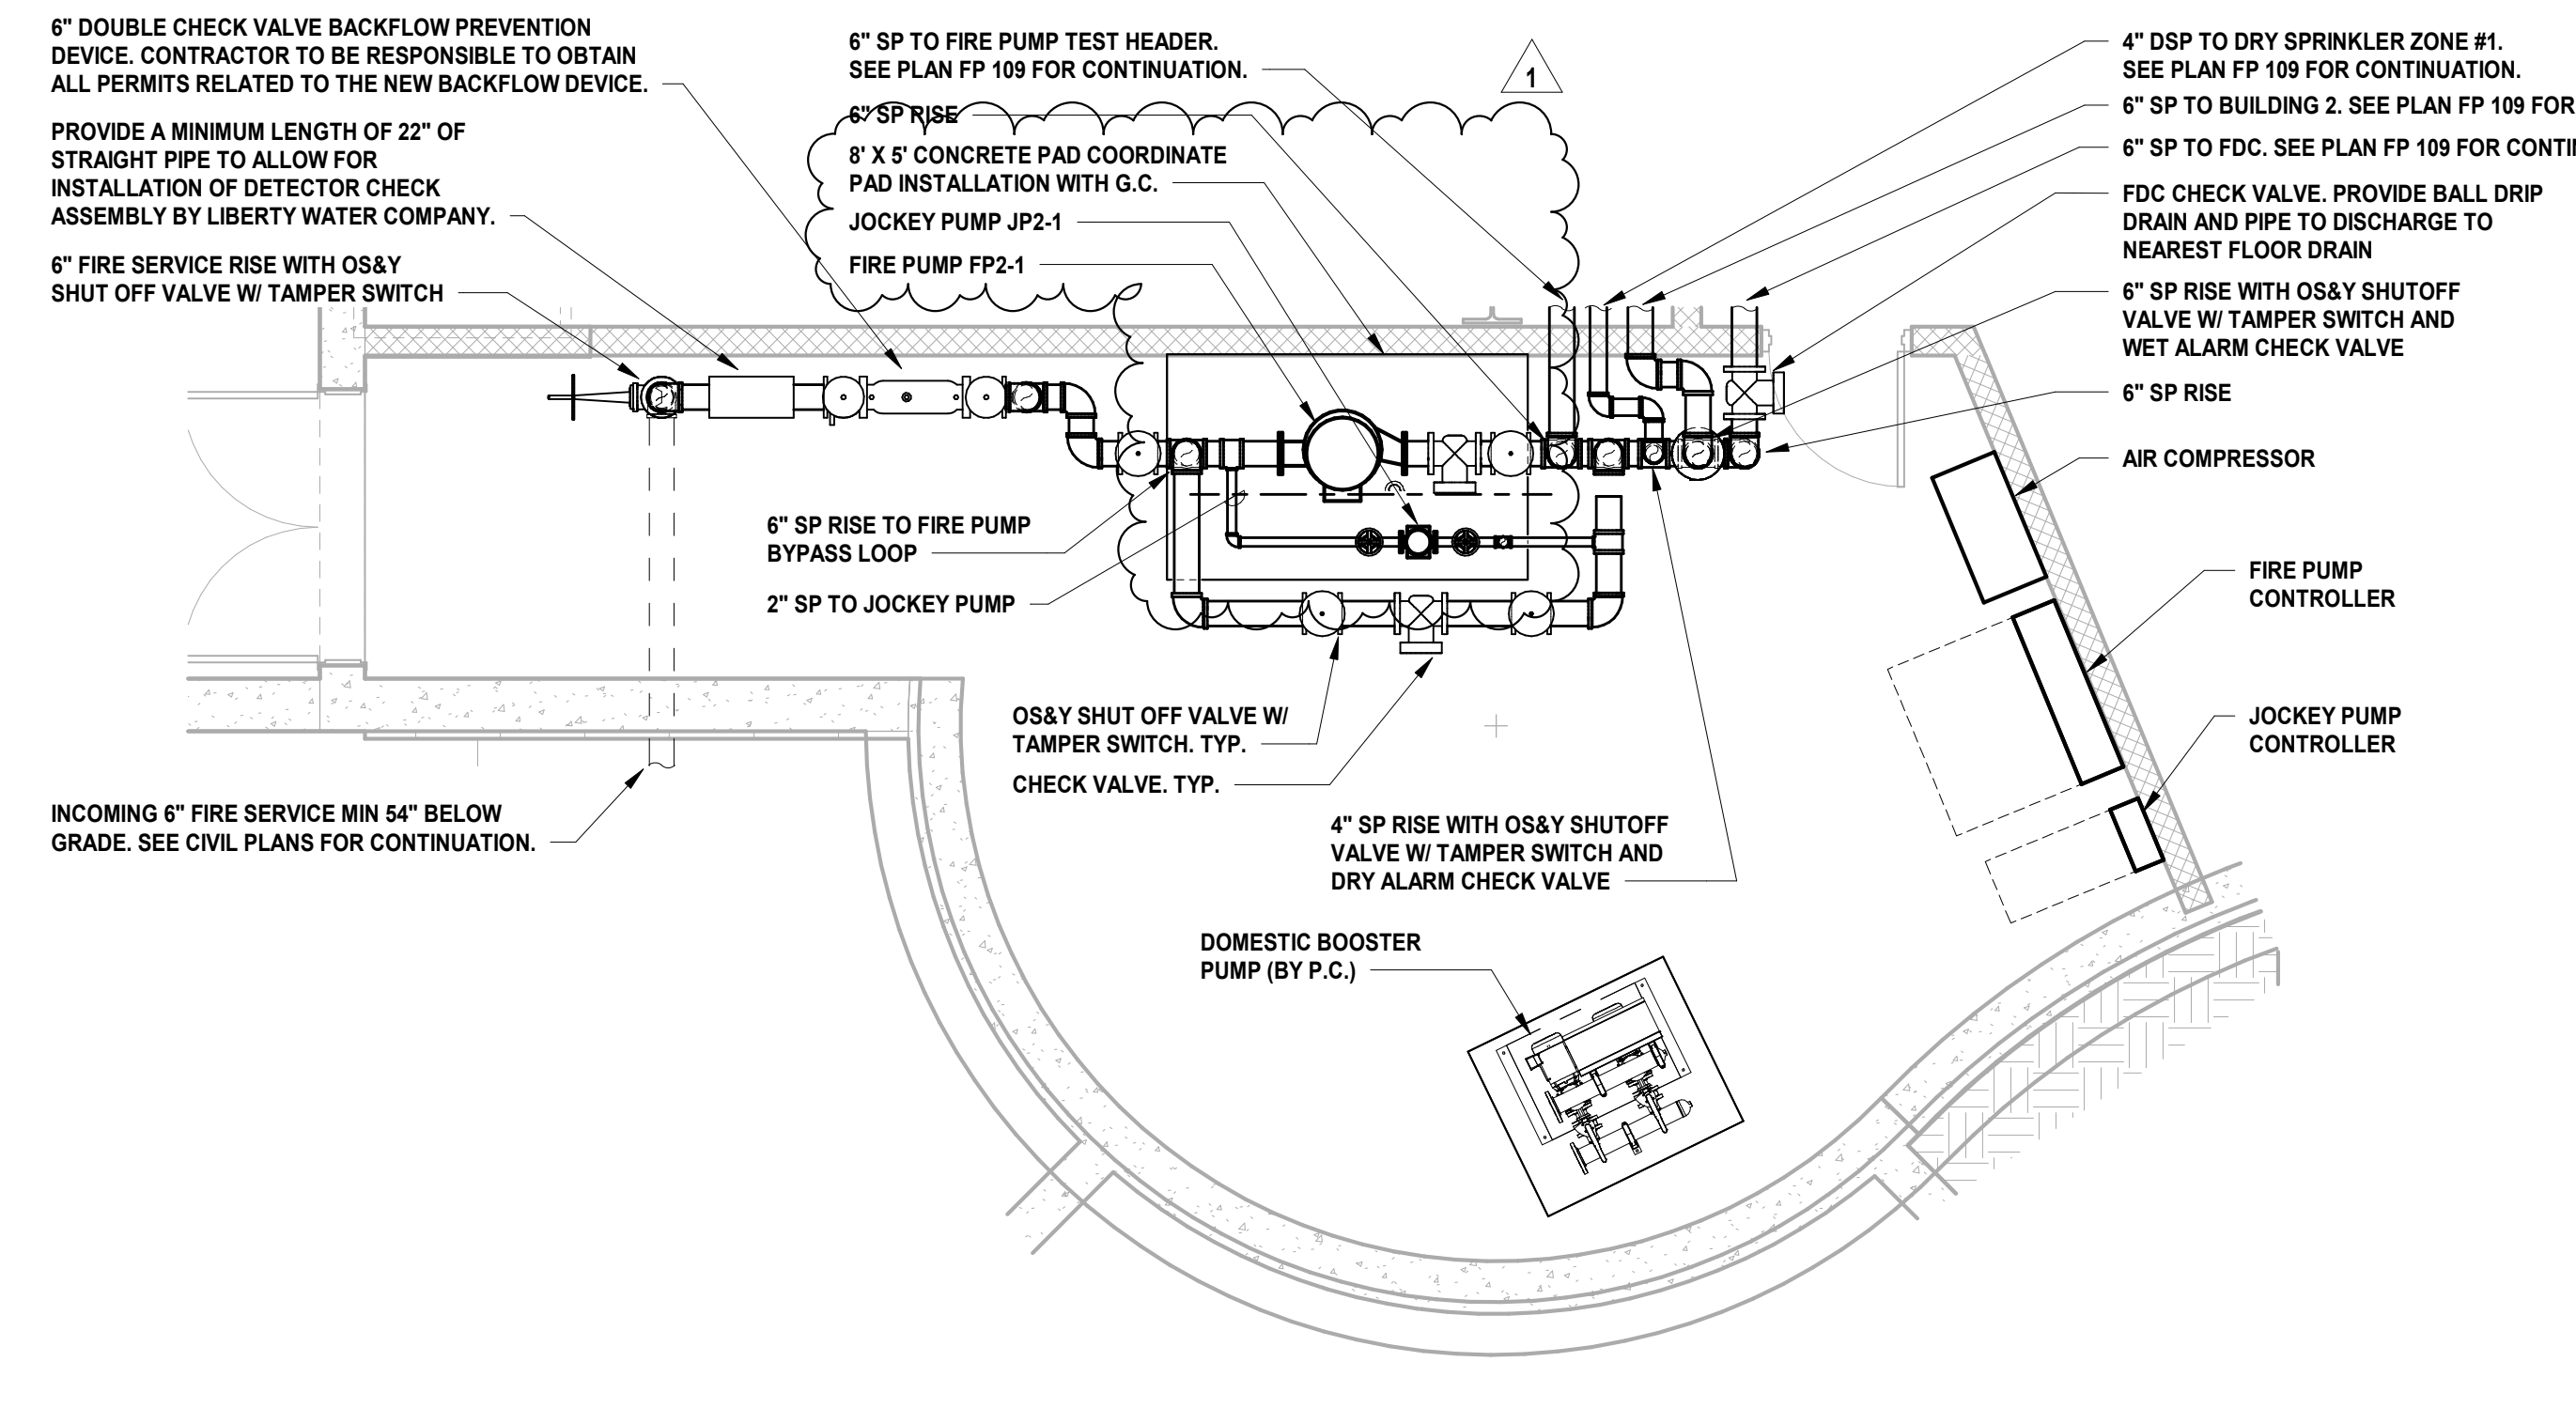 6" DOUBLE CHECK VALVE BACKFLOW PREVENTION
DEVICE. CONTRACTOR TO BE RESPONSIBLE TO OBTAIN
ALL PERMITS RELATED TO THE NEW BACKFLOW DEVICE.
PROVIDE A MINIMUM LENGTH OF 22" OF
STRAIGHT PIPE TO ALLOW FOR
INSTALLATION OF DETECTOR CHECK
ASSEMBLY BY LIBERTY WATER COMPANY.
6" FIRE SERVICE RISE WITH OS&Y
SHUT OFF VALVE W/ TAMPER SWITCH
6" SP TO FIRE PUMP TEST HEADER.
SEE PLAN FP 109 FOR CONTINUATION.
1
6" SP RISE
8' X 5' CONCRETE PAD COORDINATE
PAD INSTALLATION WITH G.C.
JOCKEY PUMP JP2-1
FIRE PUMP FP2-1
4" DSP TO DRY SPRINKLER ZONE #1.
SEE PLAN FP 109 FOR CONTINUATION.
6" SP TO BUILDING 2. SEE PLAN FP 109 FOR
6" SP TO FDC. SEE PLAN FP 109 FOR
FDC CHECK VALVE. PROVIDE BALL DRIP
DRAIN AND PIPE TO DISCHARGE TO
NEAREST FLOOR DRAIN
6" SP RISE WITH OS&Y SHUTOFF
VALVE W/ TAMPER SWITCH AND
WET ALARM CHECK VALVE
6" SP RISE
AIR COMPRESSOR
FIRE PUMP
CONTROLLER
JOCKEY PUMP
CONTROLLER
6" SP RISE TO FIRE PUMP
BYPASS LOOP
2" SP TO JOCKEY PUMP
OS&Y SHUT OFF VALVE W/
TAMPER SWITCH. TYP.
CHECK VALVE. TYP.
INCOMING 6" FIRE SERVICE MIN 54" BELOW
GRADE. SEE CIVIL PLANS FOR CONTINUATION.
4" SP RISE WITH OS&Y SHUTOFF
VALVE W/ TAMPER SWITCH AND
DRY ALARM CHECK VALVE
DOMESTIC BOOSTER
PUMP (BY P.C.)